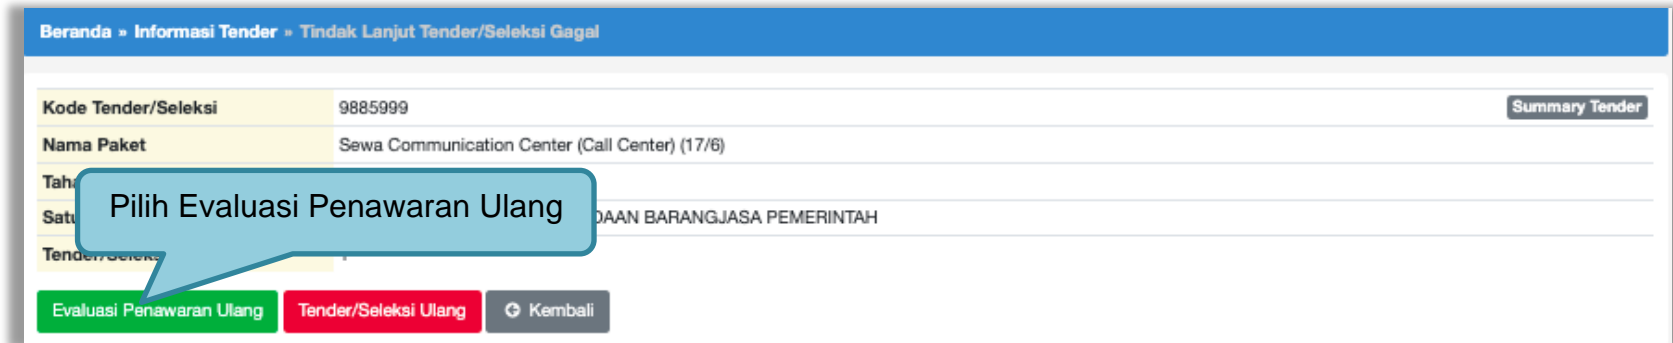 Beranda » Informasi Tender » Tindak Lanjut Tender/Seleksi Gagal
Kode Tender/Seleksi 9885999 Summary Tender
Nama Paket Sewa Communication Center (Call Center) (17/6)
Pilih Evaluasi Penawaran Ulang
BARANGJASA PEMERINTAH
Evaluasi Penawaran Ulang Tender/Seleksi Ulang Kembali